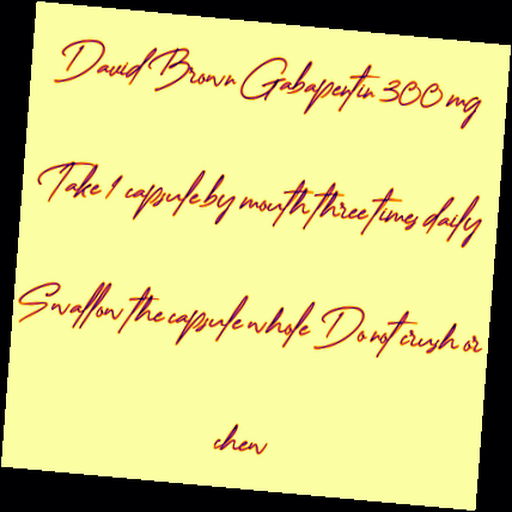 David Brown Gabapentin 300 mg
Take 1 capsule by mouth three times daily
Swallow the capsule whole Do not crush or
chew